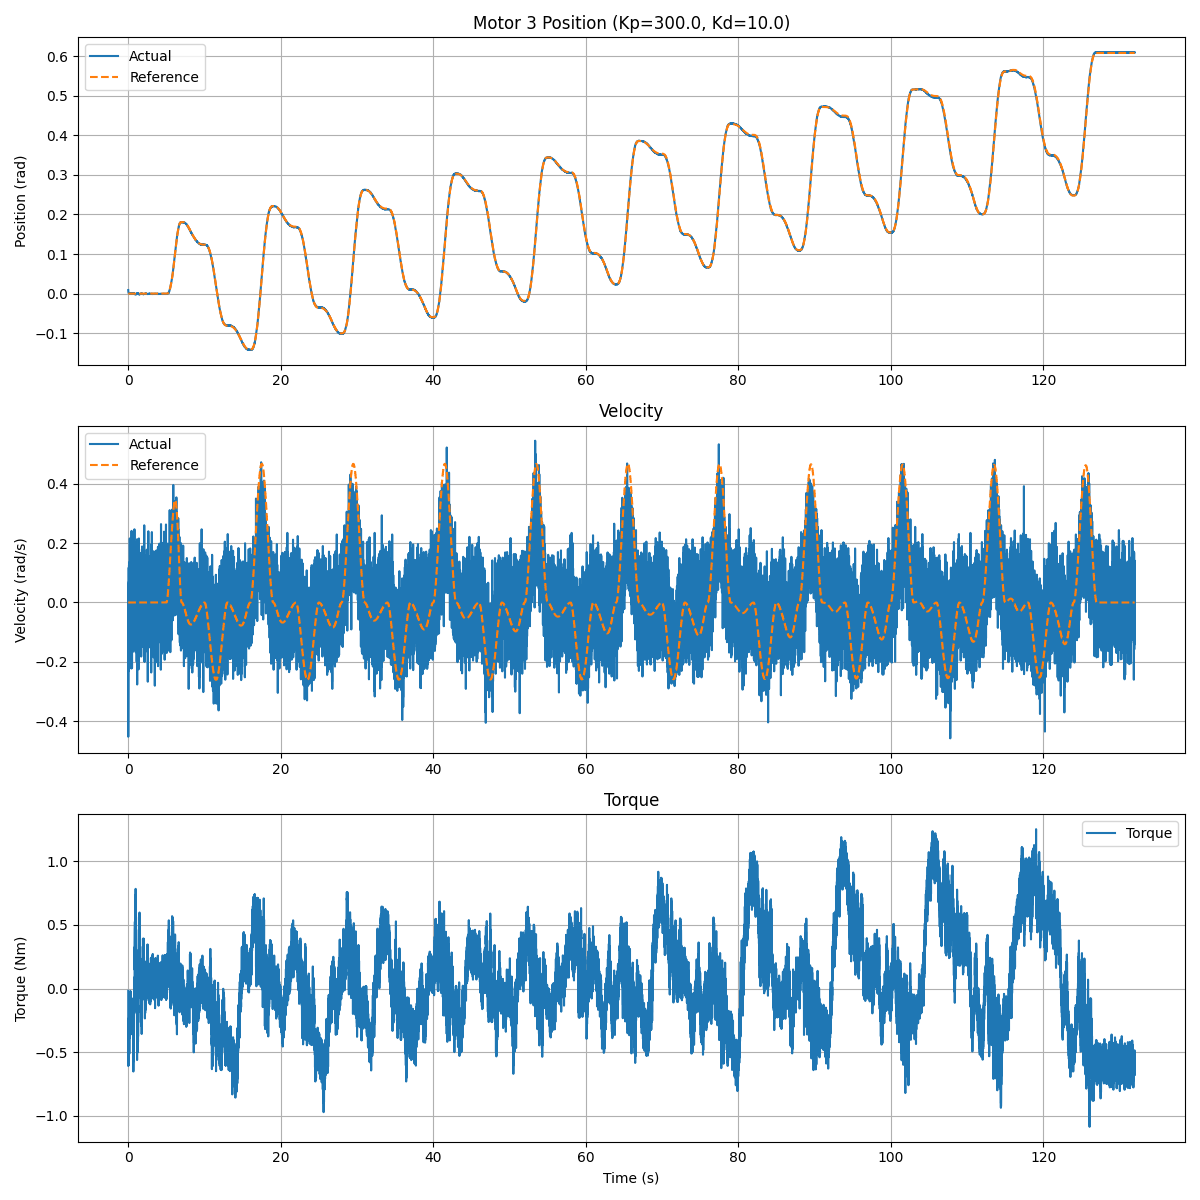 Motor 3 Position (Kp=300.0, Kd=10.0)
Actual
Reference
Position (rad)
0.6
0.5
0.4
0.3
0.2
0.1
0.0
−0.1
0 20 40 60 80 100 120
Velocity
Actual
Reference
Velocity (rad/s)
0.4
0.2
0.0
−0.2
−0.4
0 20 40 60 80 100 120
Torque
Torque
Torque (Nm)
1.0
0.5
0.0
−0.5
−1.0
0 20 40 60 80 100 120
Time (s)